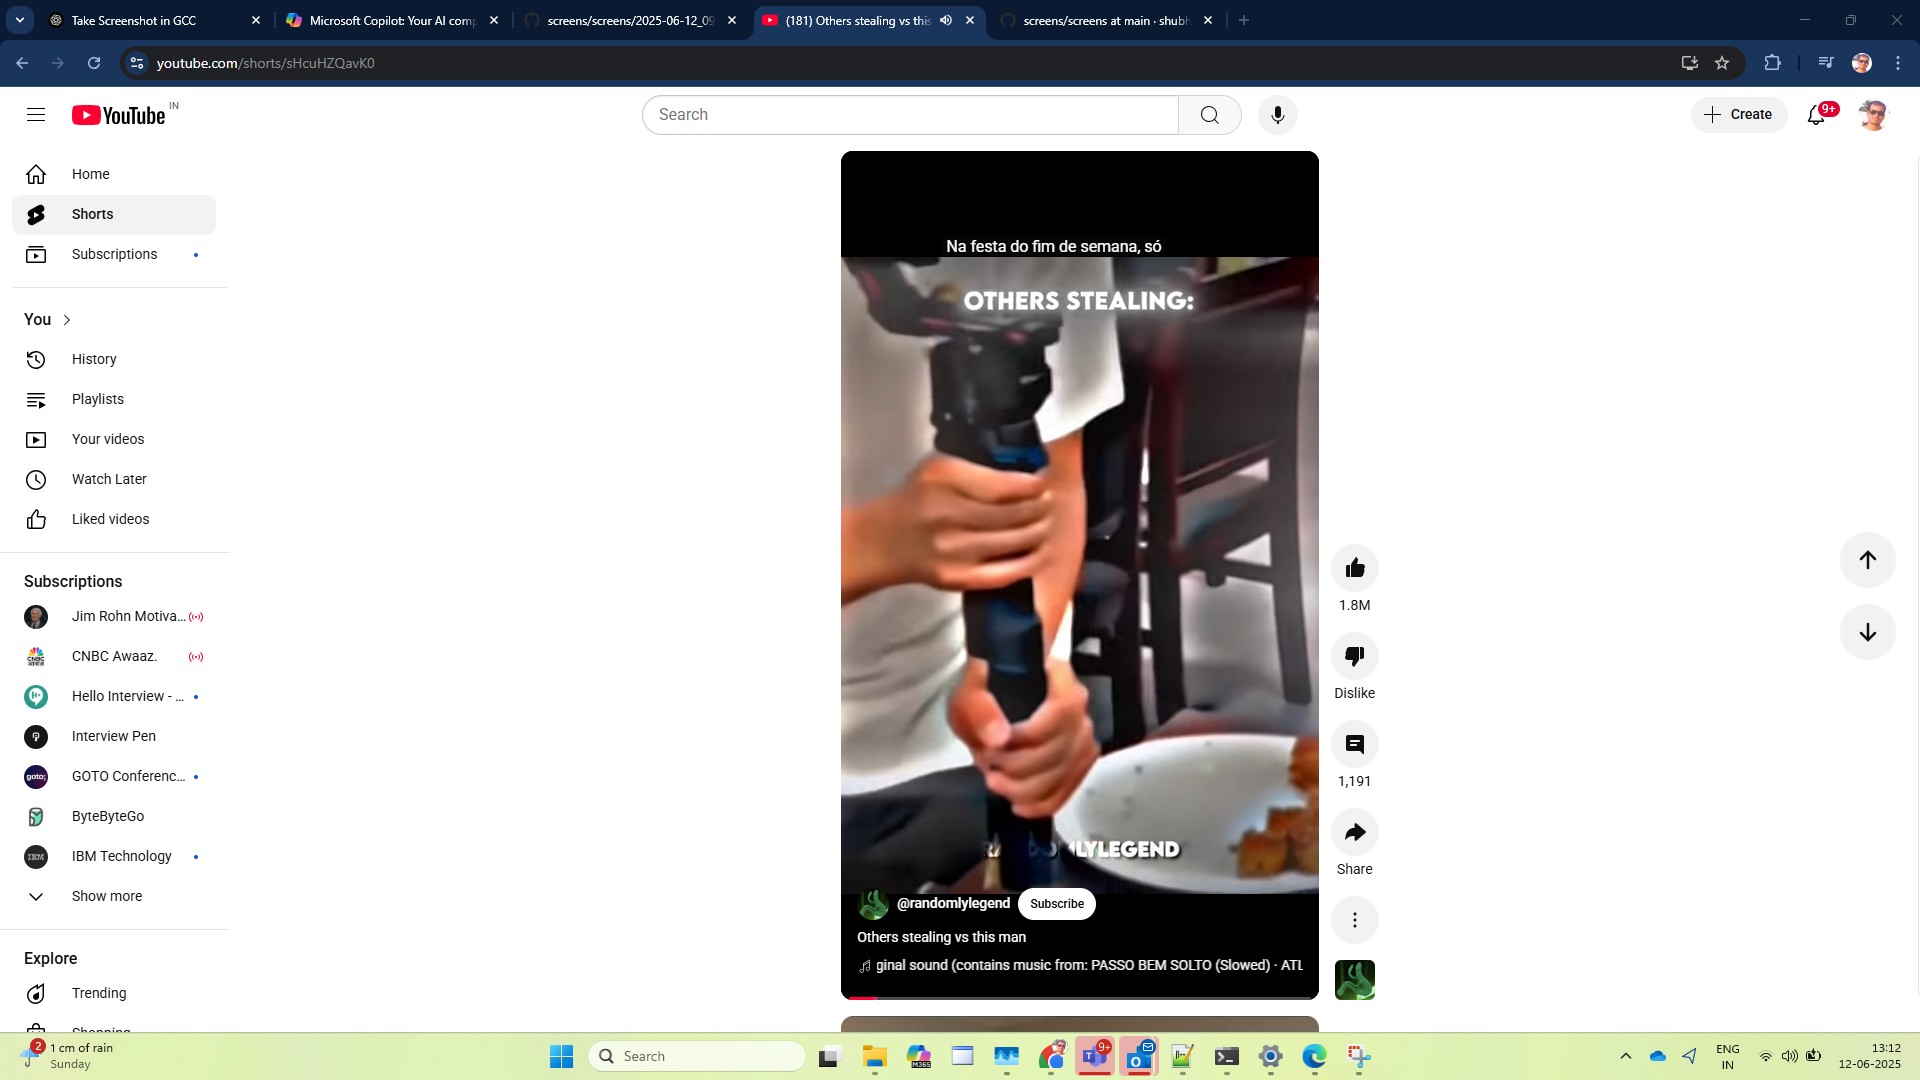 Take Screenshot in GCC
Microsoft Copilot: Your AI comp
screens/screens/2025-06-12_09
(181) Others stealing vs this
screens/screens at main · shubh
youtube.com/shorts/sHcuHZQavK0
YouTube IN
Search
Create
9+
Home
Shorts
Subscriptions
You
History
Playlists
Your videos
Watch Later
Liked videos
Subscriptions
Jim Rohn Motiva...
CNBC Awaaz.
Hello Interview - ...
Interview Pen
GOTO Conferenc...
ByteByteGo
IBM Technology
Show more
Explore
Trending
Shopping
Na festa do fim de semana, só
OTHERS STEALING:
LYLEGEND
@randomlylegend
Subscribe
Others stealing vs this man
ginal sound (contains music from: PASSO BEM SOLTO (Slowed) · ATL
1.8M
Dislike
1,191
Share
2
1 cm of rain
Sunday
Search
M365
9+
ENG
IN
13:12
12-06-2025